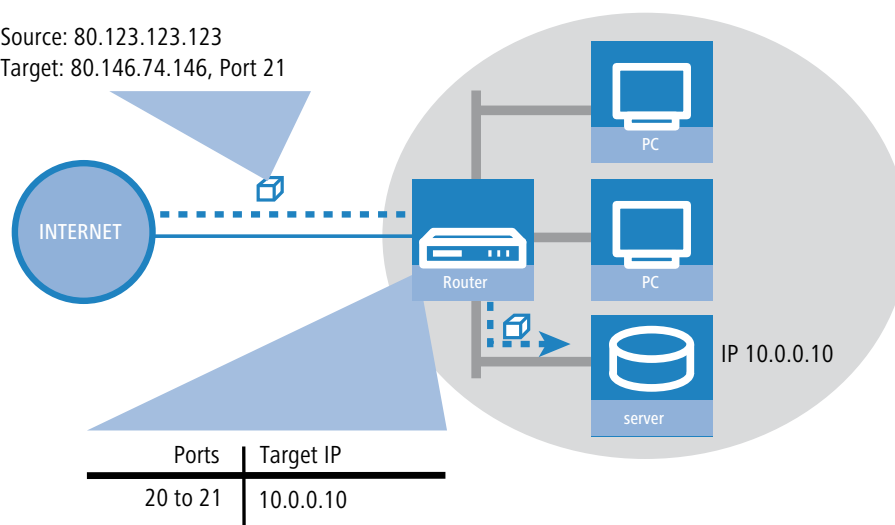 Source: 80.123.123.123
Target: 80.146.74.146, Port 21
PC
INTERNET
Router
PC
IP 10.0.0.10
server
Ports Target IP
20 to 21 10.0.0.10